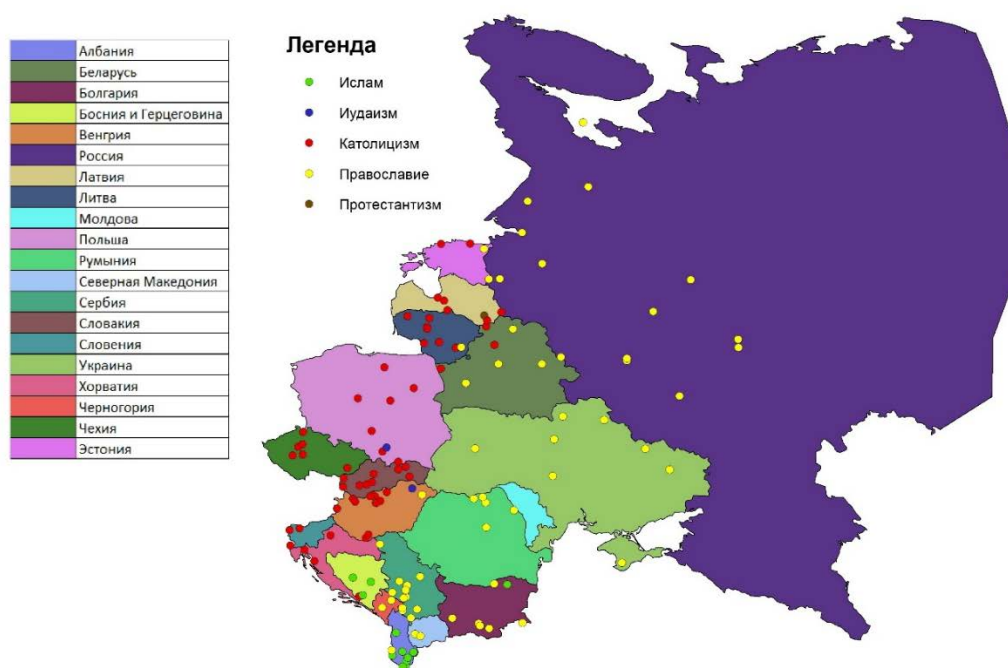 Албания
Беларусь
Болгария
Босния и Герцеговина
Венгрия
Россия
Латвия
Литва
Молдова
Польша
Румыния
Северная Македония
Сербия
Словакия
Словения
Украина
Хорватия
Черногория
Чехия
Эстония
Легенда
Ислам
Иудаизм
Католицизм
Православие
Протестантизм